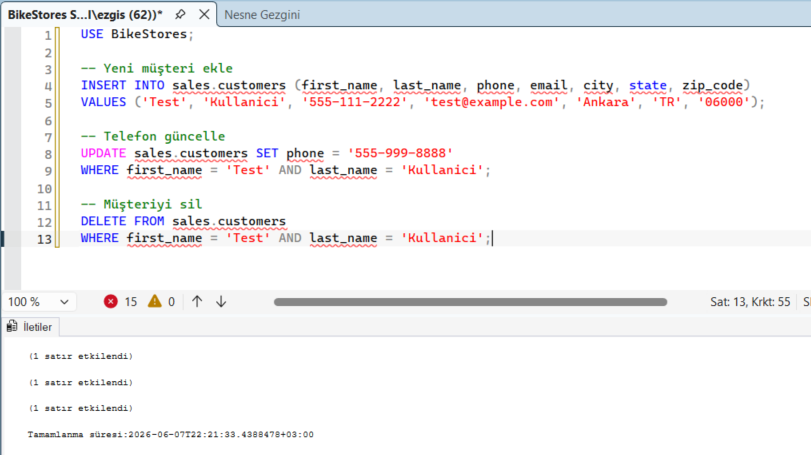 BikeStores S...l\ezgis (62))* Nesne Gezgini
1 USE BikeStores;
2
3 -- Yeni müşteri ekle
4 INSERT INTO sales.customers (first_name, last_name, phone, email, city, state, zip_code)
5 VALUES ('Test', 'Kullanici', '555-111-2222', 'test@example.com', 'Ankara', 'TR', '06000');
6
7 -- Telefon güncelle
8 UPDATE sales.customers SET phone = '555-999-8888'
9 WHERE first_name = 'Test' AND last_name = 'Kullanici';
10
11 -- Müşteriyi sil
12 DELETE FROM sales.customers
13 WHERE first_name = 'Test' AND last_name = 'Kullanici';
100 % 15 0 Sat: 13, Krkt: 55
İletiler
(1 satır etkilendi)
(1 satır etkilendi)
(1 satır etkilendi)
Tamamlanma süresi:2026-06-07T22:21:33.4388478+03:00